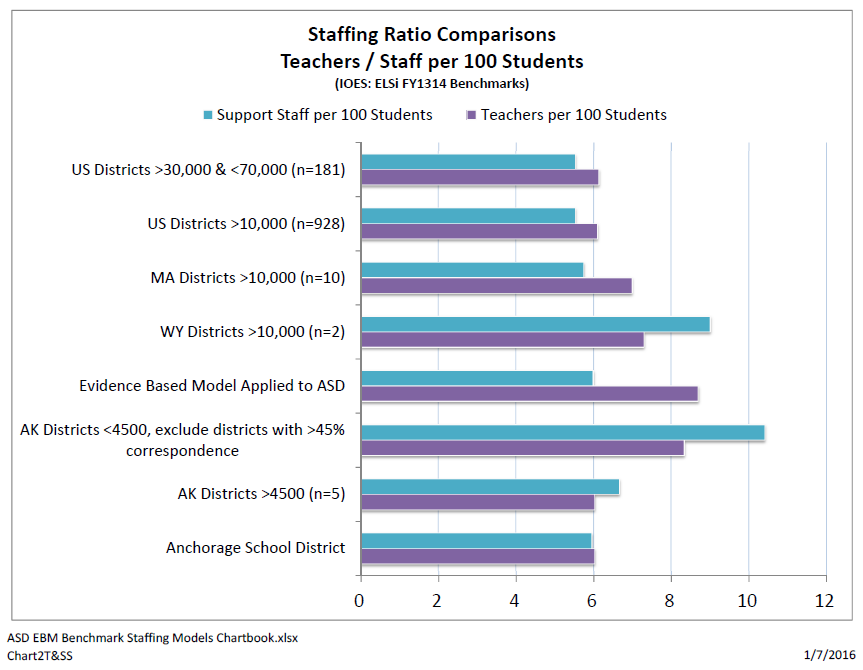 Staffing Ratio Comparisons
Teachers / Staff per 100 Students
(IOES: ELSi FY1314 Benchmarks)
Support Staff per 100 Students Teachers per 100 Students
US Districts >30,000 & <70,000 (n=181)
US Districts >10,000 (n=928)
MA Districts >10,000 (n=10)
WY Districts >10,000 (n=2)
Evidence Based Model Applied to ASD
AK Districts <4500, exclude districts with >45%
correspondence
AK Districts >4500 (n=5)
Anchorage School District
0 2 4 6 8 10 12
ASD EBM Benchmark Staffing Models Chartbook.xlsx
Chart2T&SS 1/7/2016